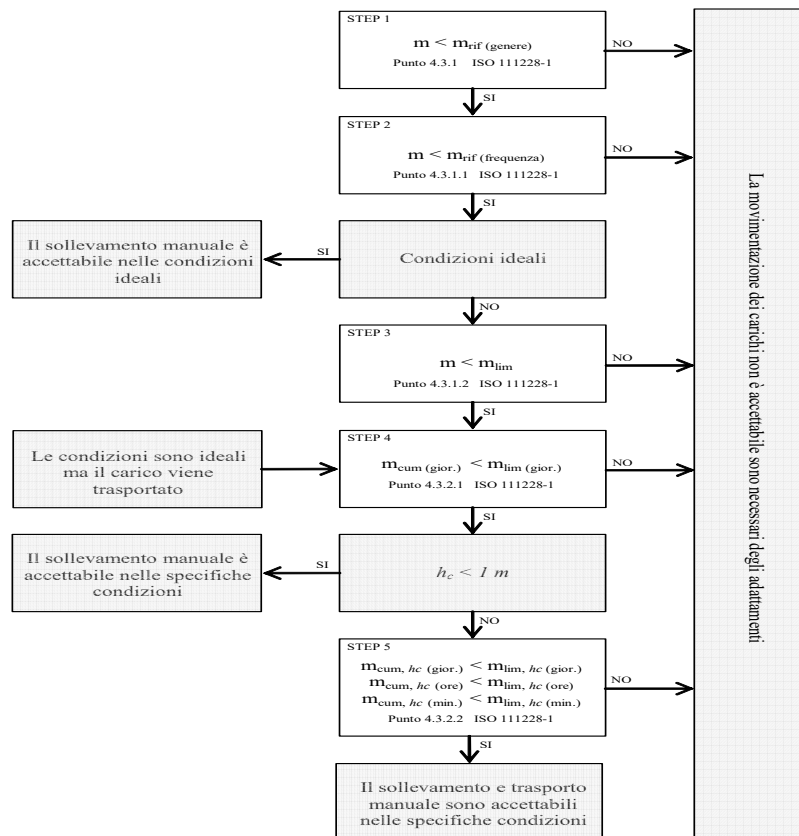 STEP 1
m < mrif (genere)
Punto 4.3.1 ISO 111228-1
NO
SI
STEP 2
m < mrif (frequenza)
Punto 4.3.1.1 ISO 111228-1
NO
SI
Il sollevamento manuale è
accettabile nelle condizioni
ideali
SI
Condizioni ideali
NO
STEP 3
m < mlim
Punto 4.3.1.2 ISO 111228-1
NO
SI
Le condizioni sono ideali
ma il carico viene
trasportato
STEP 4
mcum (gior.) < mlim (gior.)
Punto 4.3.2.1 ISO 111228-1
NO
SI
Il sollevamento manuale è
accettabile nelle specifiche
condizioni
SI
hc < 1 m
NO
STEP 5
mcum, hc (gior.) < mlim, hc (gior.)
mcum, hc (ore) < mlim, hc (ore)
mcum, hc (min.) < mlim, hc (min.)
Punto 4.3.2.2 ISO 111228-1
NO
SI
Il sollevamento e trasporto
manuale sono accettabili
nelle specifiche condizioni
La movimentazione dei carichi non è accettabile sono necessari degli adattamenti